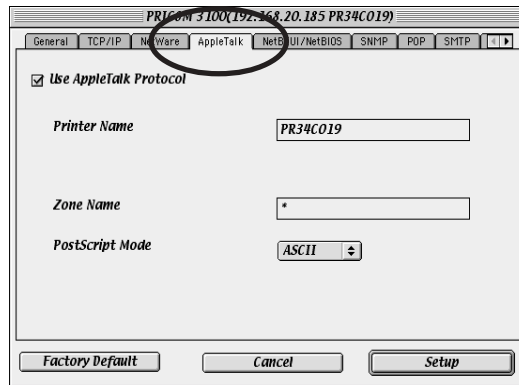 PRICOM 3100(192.168.20.185 PR34C019)
General TCP/IP NetWare AppleTalk NetBEUI/NetBIOS SNMP POP SMTP
Use AppleTalk Protocol
Printer Name PR34C019
Zone Name *
PostScript Mode ASCII
Factory Default Cancel Setup